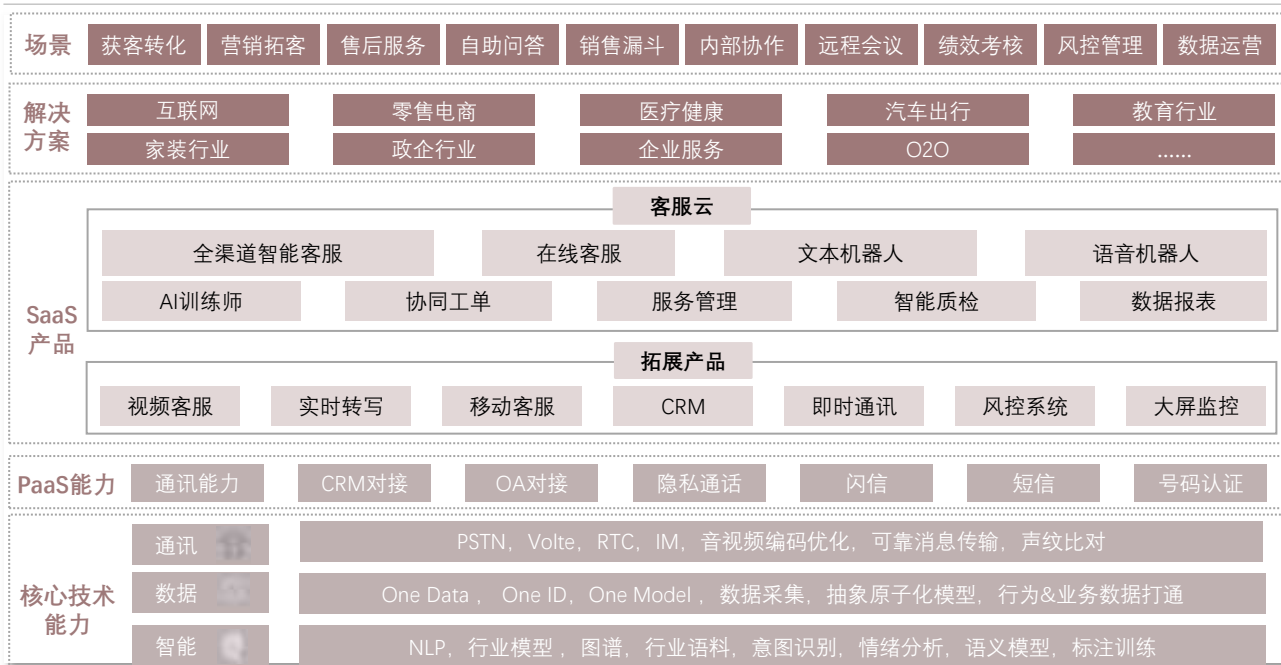 场景 获客转化 营销拓客 售后服务 自助问答 销售漏斗 内部协作 远程会议 绩效考核 风控管理 数据运营
解决
方案
互联网 零售电商 医疗健康 汽车出行 教育行业
家装行业 政企行业 企业服务 O2O ......
SaaS
产品
客服云
全渠道智能客服 在线客服 文本机器人 语音机器人
AI训练师 协同工单 服务管理 智能质检 数据报表
拓展产品
视频客服 实时转写 移动客服 CRM 即时通讯 风控系统 大屏监控
PaaS能力 通讯能力 CRM对接 OA对接 隐私通话 闪信 短信 号码认证
核心技术
能力
通讯 PSTN，Volte，RTC，IM，音视频编码优化，可靠消息传输，声纹比对
数据 One Data ，One ID，One Model ，数据采集，抽象原子化模型，行为&业务数据打通
智能 NLP，行业模型 ，图谱，行业语料，意图识别，情绪分析，语义模型，标注训练